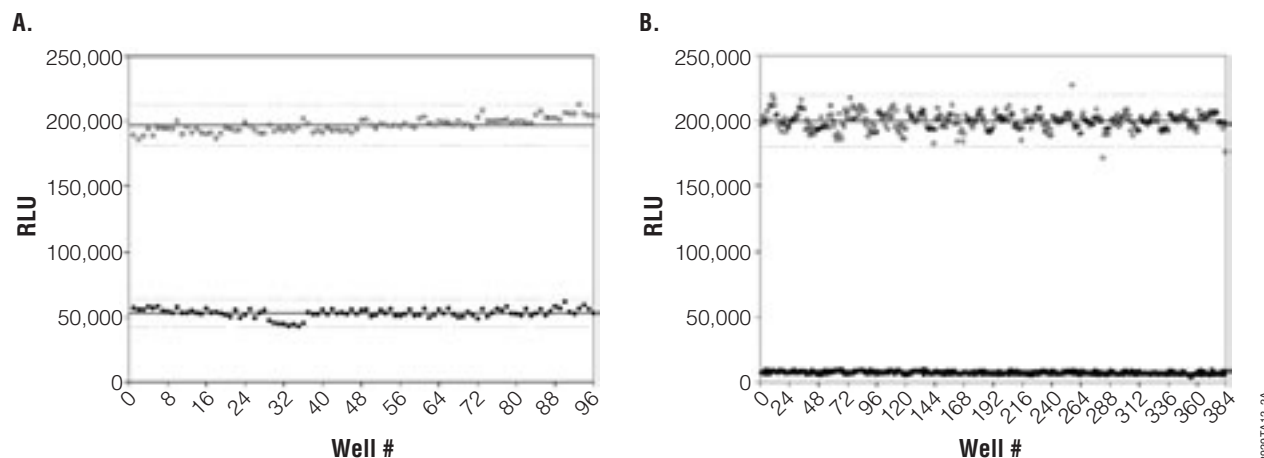 A.
250,000
200,000
150,000
100,000
50,000
0
RLU
0 8 16 24 32 40 48 56 64 72 80 88 96
Well #
B.
250,000
200,000
150,000
100,000
50,000
0
RLU
0 24 48 72 96 120 144 168 192 216 240 264 288 312 336 360 384
Well #